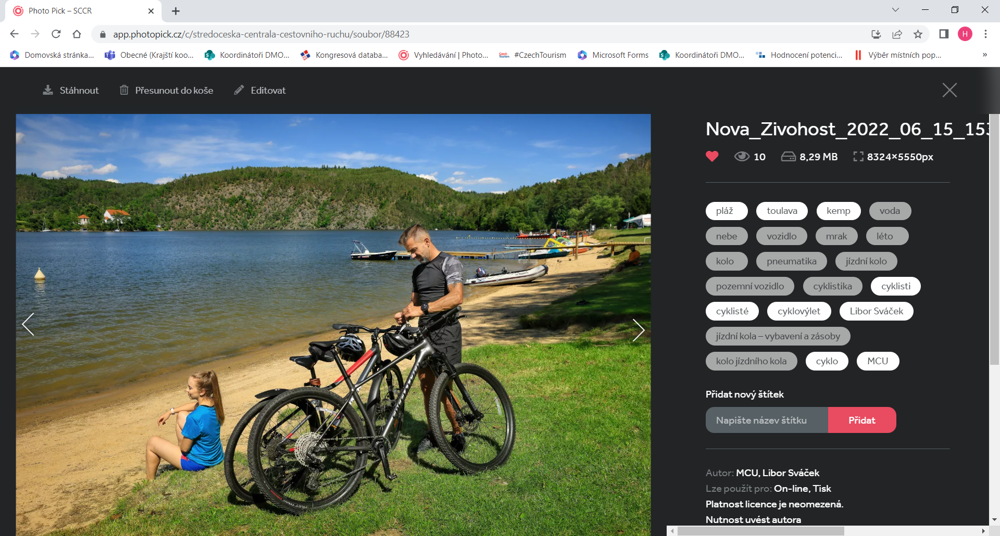 Photo Pick – SCCR
app.photopick.cz/c/stredoceska-centrala-cestovniho-ruchu/soubor/88423
H
Domovská stránka... Obecné (Krajští koo... Koordinátoři DMO... Kongresová databa... Vyhledávání | Photo... #CzechTourism Microsoft Forms Koordinátoři DMO... Hodnocení potenci... Výběr místních pop... »
Stáhnout Přesunout do koše Editovat
Nova_Zivohost_2022_06_15_153
10 8,29 MB 8324×5550px
pláž toulava kemp voda
nebe vozidlo mrak léto
kolo pneumatika jízdní kolo
pozemní vozidlo cyklistika cyklisti
cyklisté cyklovýlet Libor Sváček
jízdní kola – vybavení a zásoby
kolo jízdního kola cyklo MCU
Přidat nový štítek
Napište název štítku Přidat
Autor: MCU, Libor Sváček
Lze použít pro: On-line, Tisk
Platnost licence je neomezená.
Nutnost uvést autora